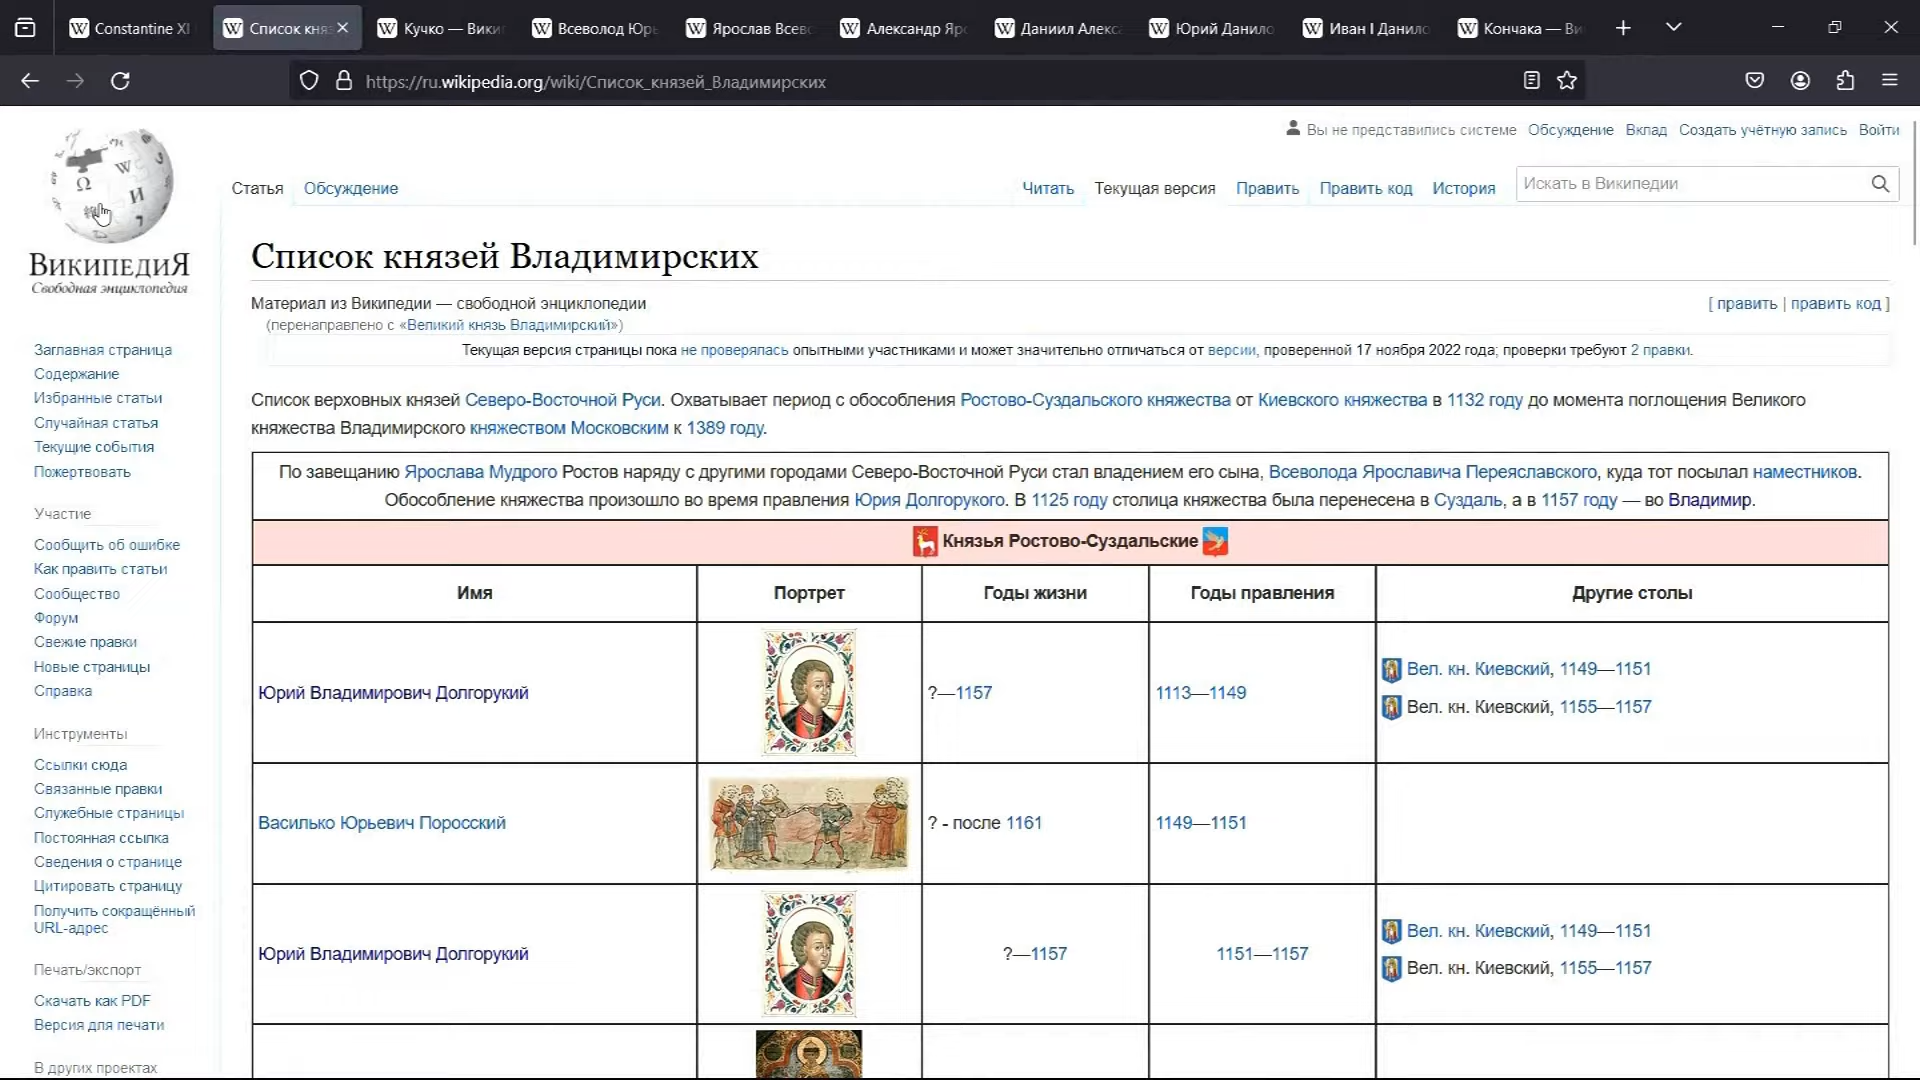 Constantine XI
Список княз
Кучко — Вики
Всеволод Юрь
Ярослав Всево
Александр Яро
Даниил Алекса
Юрий Данило
Иван I Данило
Кончака — Ви
https://ru.wikipedia.org/wiki/Список_князей_Владимирских
Вы не представились системе Обсуждение Вклад Создать учётную запись Войти
Статья Обсуждение Читать Текущая версия Править Править код История Искать в Википедии
ВикипедиЯ
Свободная энциклопедия
Заглавная страница
Содержание
Избранные статьи
Случайная статья
Текущие события
Пожертвовать
Участие
Сообщить об ошибке
Как править статьи
Сообщество
Форум
Свежие правки
Новые страницы
Справка
Инструменты
Ссылки сюда
Связанные правки
Служебные страницы
Постоянная ссылка
Сведения о странице
Цитировать страницу
Получить сокращённый
URL-адрес
Печать/экспорт
Скачать как PDF
Версия для печати
В других проектах
Список князей Владимирских
Материал из Википедии — свободной энциклопедии [ править | править код ]
(перенаправлено с «Великий князь Владимирский»)
Текущая версия страницы пока не проверялась опытными участниками и может значительно отличаться от версии, проверенной 17 ноября 2022 года; проверки требуют 2 правки.
Список верховных князей Северо-Восточной Руси. Охватывает период с обособления Ростово-Суздальского княжества от Киевского княжества в 1132 году до момента поглощения Великого
княжества Владимирского княжеством Московским к 1389 году.
По завещанию Ярослава Мудрого Ростов наряду с другими городами Северо-Восточной Руси стал владением его сына, Всеволода Ярославича Переяславского, куда тот посылал наместников.
Обособление княжества произошло во время правления Юрия Долгорукого. В 1125 году столица княжества была перенесена в Суздаль, а в 1157 году — во Владимир.
Князья Ростово-Суздальские
Имя Портрет Годы жизни Годы правления Другие столы
Юрий Владимирович Долгорукий ?—1157 1113—1149
Вел. кн. Киевский, 1149—1151
Вел. кн. Киевский, 1155—1157
Василько Юрьевич Поросский ? - после 1161 1149—1151
Юрий Владимирович Долгорукий ?—1157 1151—1157
Вел. кн. Киевский, 1149—1151
Вел. кн. Киевский, 1155—1157